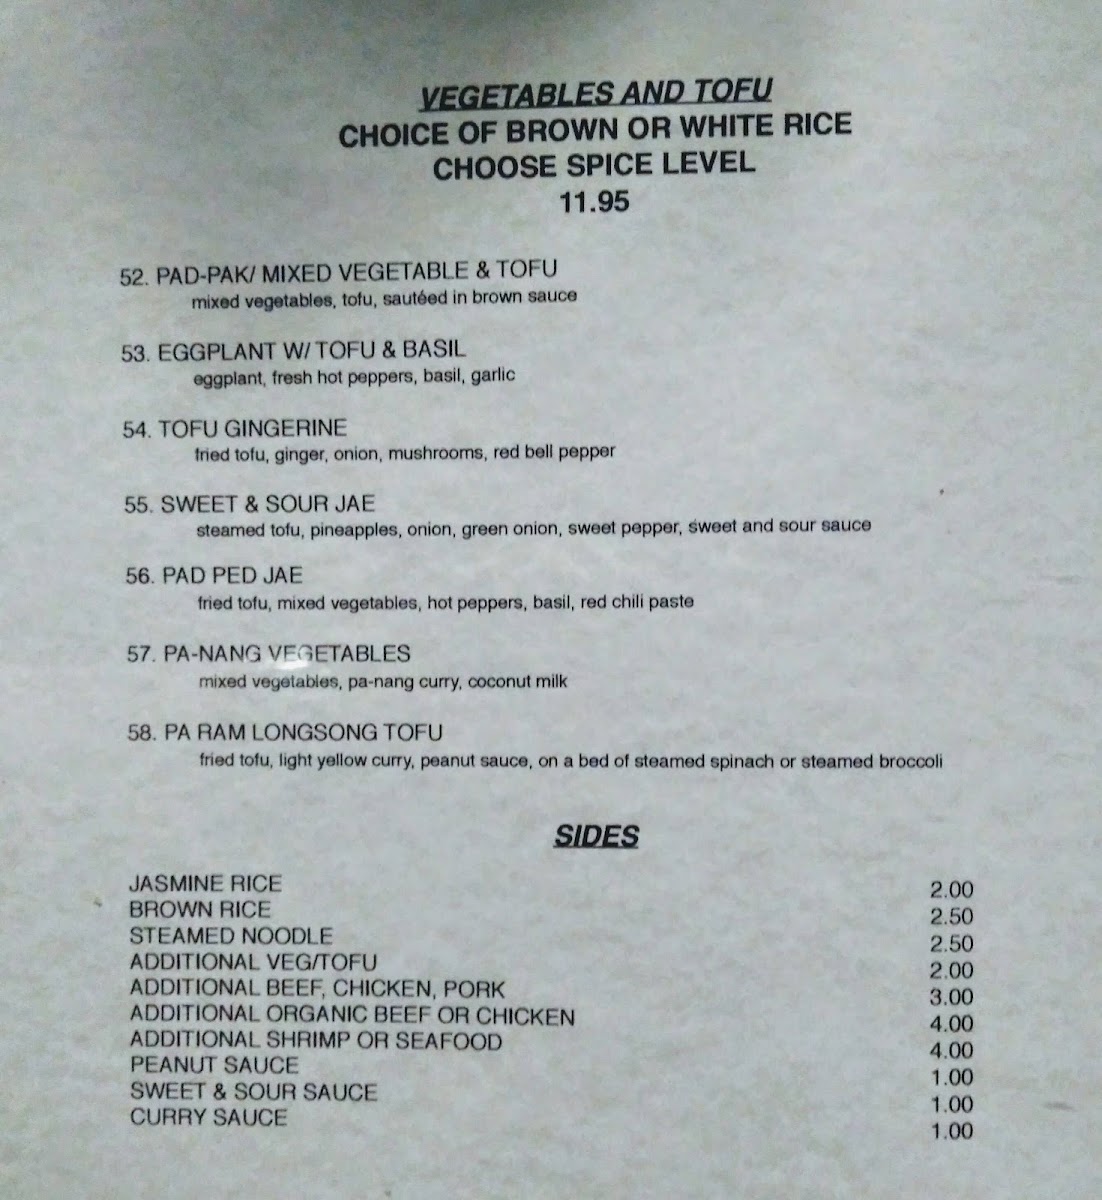 VEGETABLES AND TOFU
CHOICE OF BROWN OR WHITE RICE
CHOOSE SPICE LEVEL
11.95
52. PAD-PAK/ MIXED VEGETABLE & TOFU
mixed vegetables, tofu, sautéed in brown sauce
53. EGGPLANT W/ TOFU & BASIL
eggplant, fresh hot peppers, basil, garlic
54. TOFU GINGERINE
fried tofu, ginger, onion, mushrooms, red bell pepper
55. SWEET & SOUR JAE
steamed tofu, pineapples, onion, green onion, sweet pepper, sweet and sour sauce
56. PAD PED JAE
fried tofu, mixed vegetables, hot peppers, basil, red chili paste
57. PA-NANG VEGETABLES
mixed vegetables, pa-nang curry, coconut milk
58. PA RAM LONGSONG TOFU
fried tofu, light yellow curry, peanut sauce, on a bed of steamed spinach or steamed broccoli
SIDES
JASMINE RICE 2.00
BROWN RICE 2.50
STEAMED NOODLE 2.50
ADDITIONAL VEG/TOFU 2.00
ADDITIONAL BEEF, CHICKEN, PORK 3.00
ADDITIONAL ORGANIC BEEF OR CHICKEN 4.00
ADDITIONAL SHRIMP OR SEAFOOD 4.00
PEANUT SAUCE 1.00
SWEET & SOUR SAUCE 1.00
CURRY SAUCE 1.00